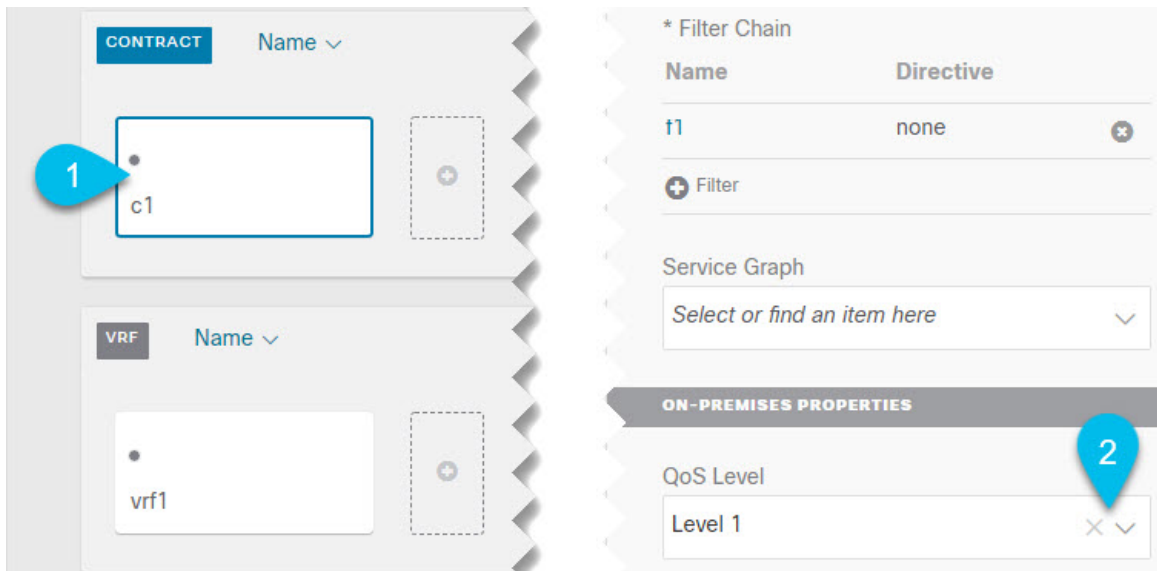 CONTRACT Name
1
c1
VRF Name
vrf1
* Filter Chain
Name Directive
f1 none
Filter
Service Graph
Select or find an item here
ON-PREMISES PROPERTIES
2
QoS Level
Level 1